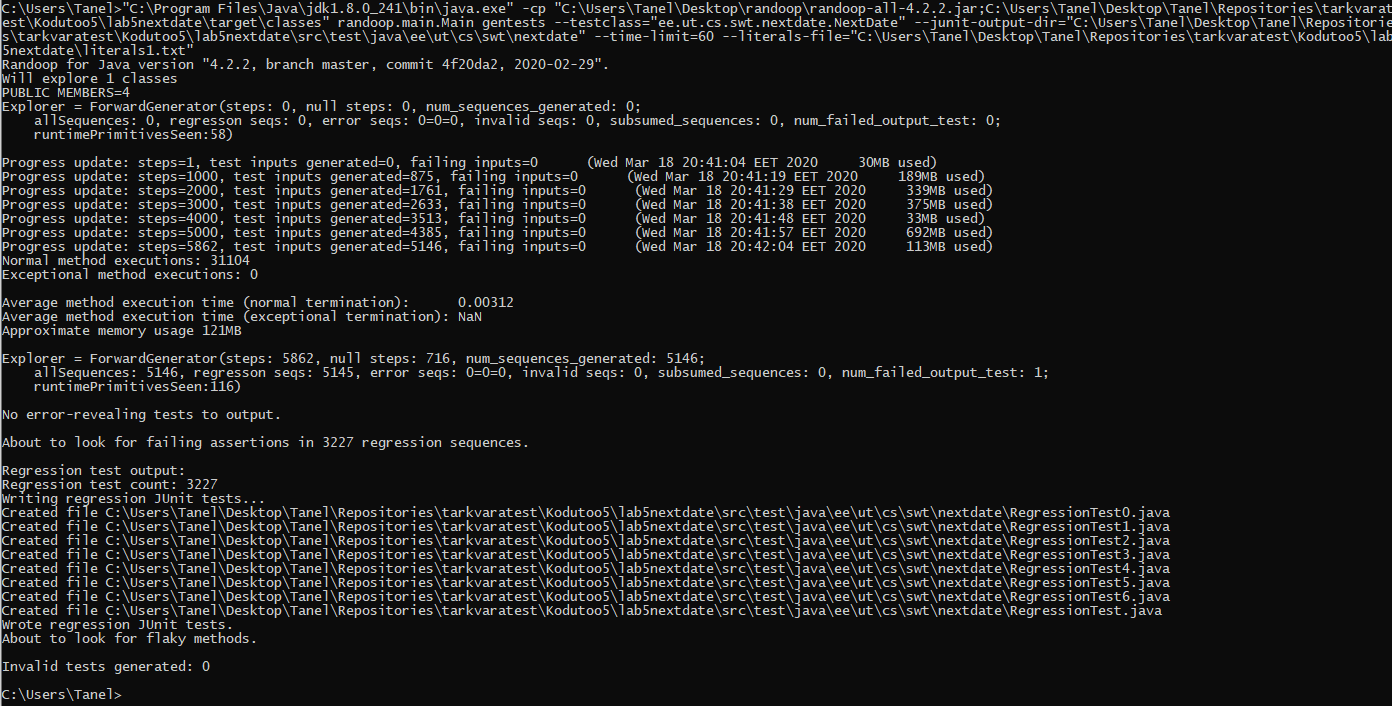 C:\Users\Tanel>"C:\Program Files\Java\jdk1.8.0_241\bin\java.exe" -cp "C:\Users\Tanel\Desktop\randoop\randoop-all-4.2.2.jar;C:\Users\Tanel\Desktop\Tanel\Repositories\tarkvarat
est\Kodutoo5\lab5nextdate\target\classes" randoop.main.Main gentests --testclass="ee.ut.cs.swt.nextdate.NextDate" --junit-output-dir="C:\Users\Tanel\Desktop\Tanel\Repositorie
s\tarkvaratest\Kodutoo5\lab5nextdate\src\test\java\ee\ut\cs\swt\nextdate" --time-limit=60 --literals-file="C:\Users\Tanel\Desktop\Tanel\Repositories\tarkvaratest\Kodutoo5\lab
5nextdate\literals1.txt"
Randoop for Java version "4.2.2, branch master, commit 4f20da2, 2020-02-29".
Will explore 1 classes
PUBLIC MEMBERS=4
Explorer = ForwardGenerator(steps: 0, null steps: 0, num_sequences_generated: 0;
    allSequences: 0, regresson seqs: 0, error seqs: 0=0=0, invalid seqs: 0, subsumed_sequences: 0, num_failed_output_test: 0;
    runtimePrimitivesSeen:58)

Progress update: steps=1, test inputs generated=0, failing inputs=0      (Wed Mar 18 20:41:04 EET 2020     30MB used)
Progress update: steps=1000, test inputs generated=875, failing inputs=0      (Wed Mar 18 20:41:19 EET 2020     189MB used)
Progress update: steps=2000, test inputs generated=1761, failing inputs=0      (Wed Mar 18 20:41:29 EET 2020     339MB used)
Progress update: steps=3000, test inputs generated=2633, failing inputs=0      (Wed Mar 18 20:41:38 EET 2020     375MB used)
Progress update: steps=4000, test inputs generated=3513, failing inputs=0      (Wed Mar 18 20:41:48 EET 2020     33MB used)
Progress update: steps=5000, test inputs generated=4385, failing inputs=0      (Wed Mar 18 20:41:57 EET 2020     692MB used)
Progress update: steps=5862, test inputs generated=5146, failing inputs=0      (Wed Mar 18 20:42:04 EET 2020     113MB used)
Normal method executions: 31104
Exceptional method executions: 0

Average method execution time (normal termination):      0.00312
Average method execution time (exceptional termination): NaN
Approximate memory usage 121MB

Explorer = ForwardGenerator(steps: 5862, null steps: 716, num_sequences_generated: 5146;
    allSequences: 5146, regresson seqs: 5145, error seqs: 0=0=0, invalid seqs: 0, subsumed_sequences: 0, num_failed_output_test: 1;
    runtimePrimitivesSeen:116)

No error-revealing tests to output.

About to look for failing assertions in 3227 regression sequences.

Regression test output:
Regression test count: 3227
Writing regression JUnit tests...
Created file C:\Users\Tanel\Desktop\Tanel\Repositories\tarkvaratest\Kodutoo5\lab5nextdate\src\test\java\ee\ut\cs\swt\nextdate\RegressionTest0.java
Created file C:\Users\Tanel\Desktop\Tanel\Repositories\tarkvaratest\Kodutoo5\lab5nextdate\src\test\java\ee\ut\cs\swt\nextdate\RegressionTest1.java
Created file C:\Users\Tanel\Desktop\Tanel\Repositories\tarkvaratest\Kodutoo5\lab5nextdate\src\test\java\ee\ut\cs\swt\nextdate\RegressionTest2.java
Created file C:\Users\Tanel\Desktop\Tanel\Repositories\tarkvaratest\Kodutoo5\lab5nextdate\src\test\java\ee\ut\cs\swt\nextdate\RegressionTest3.java
Created file C:\Users\Tanel\Desktop\Tanel\Repositories\tarkvaratest\Kodutoo5\lab5nextdate\src\test\java\ee\ut\cs\swt\nextdate\RegressionTest4.java
Created file C:\Users\Tanel\Desktop\Tanel\Repositories\tarkvaratest\Kodutoo5\lab5nextdate\src\test\java\ee\ut\cs\swt\nextdate\RegressionTest5.java
Created file C:\Users\Tanel\Desktop\Tanel\Repositories\tarkvaratest\Kodutoo5\lab5nextdate\src\test\java\ee\ut\cs\swt\nextdate\RegressionTest6.java
Created file C:\Users\Tanel\Desktop\Tanel\Repositories\tarkvaratest\Kodutoo5\lab5nextdate\src\test\java\ee\ut\cs\swt\nextdate\RegressionTest.java
Wrote regression JUnit tests.
About to look for flaky methods.

Invalid tests generated: 0

C:\Users\Tanel>